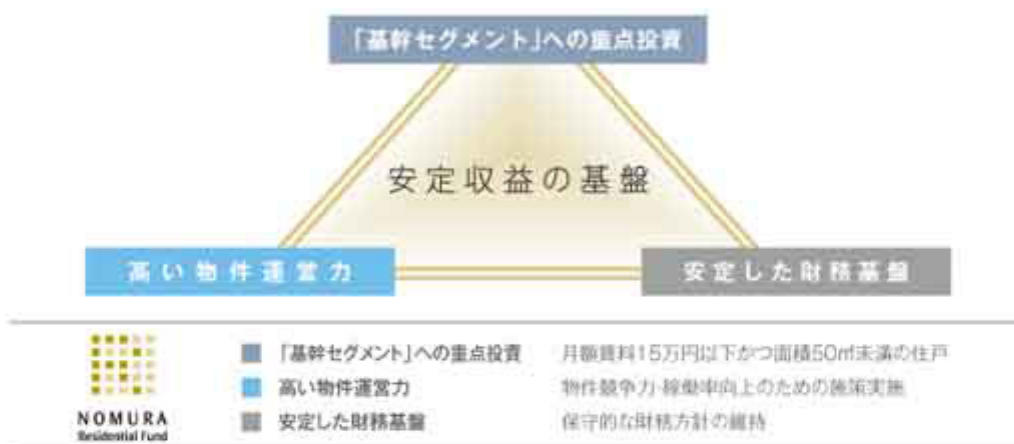 「基幹セグメント」への重点投資
安定収益の基盤
高い物件運営力
安定した財務基盤
「基幹セグメント」への重点投資 月額賃料15万円以下かつ面積50㎡未満の住戸
高い物件運営力 物件競争力・稼働率向上のための施策実施
安定した財務基盤 保守的な財務方針の維持
NOMURA
Residential Fund